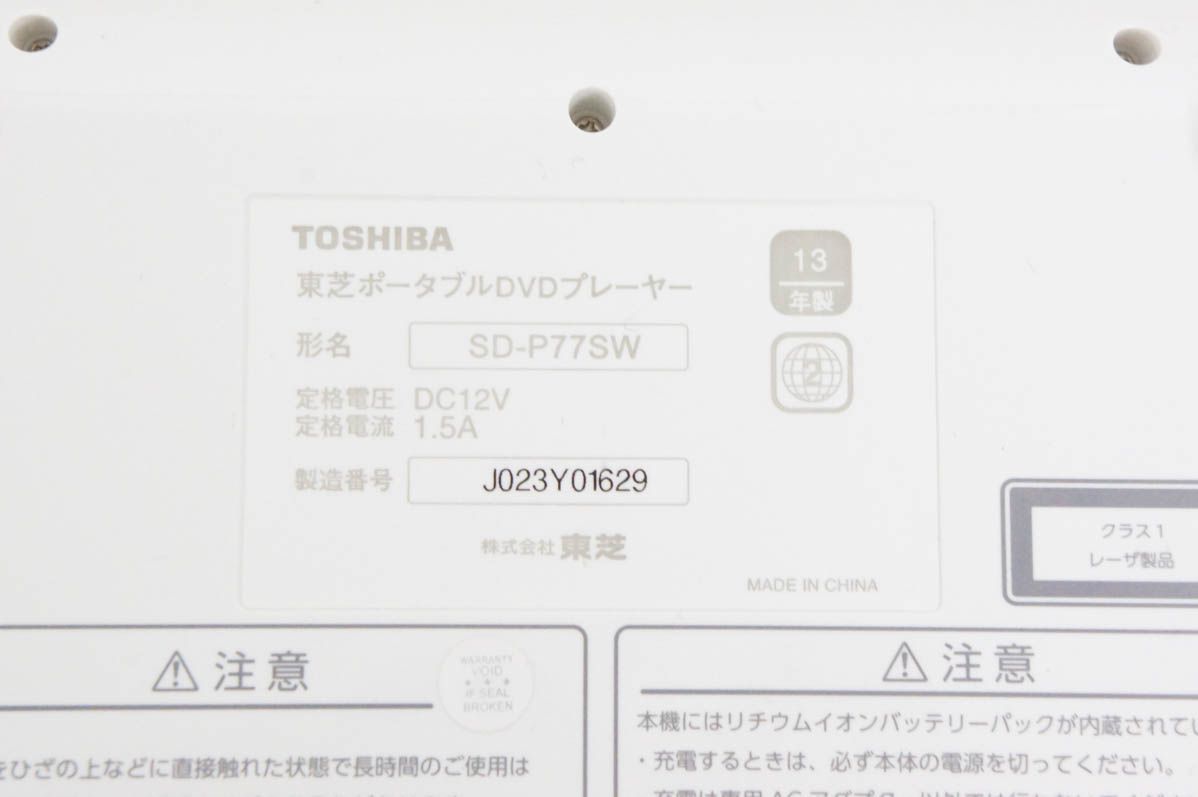 TOSHIBA
東芝ポータブルDVDプレーヤー
13
年製
形名 SD-P77SW
2
定格電圧 DC12V
定格電流 1.5A
製造番号 J023Y01629
株式会社 東芝
MADE IN CHINA
クラス1
レーザ製品
注意
WARRANTY
VOID
IF SEAL
BROKEN
をひざの上などに直接触れた状態で長時間のご使用は
注意
本機にはリチウムイオンバッテリーパックが内蔵されてい
・充電するときは、必ず本体の電源を切ってください。